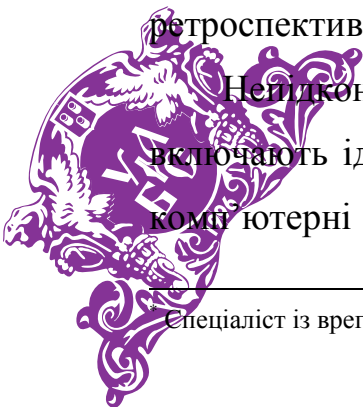 ретроспектив
Непідкон
включають ід
комп’ютерні
* Спеціаліст із врег